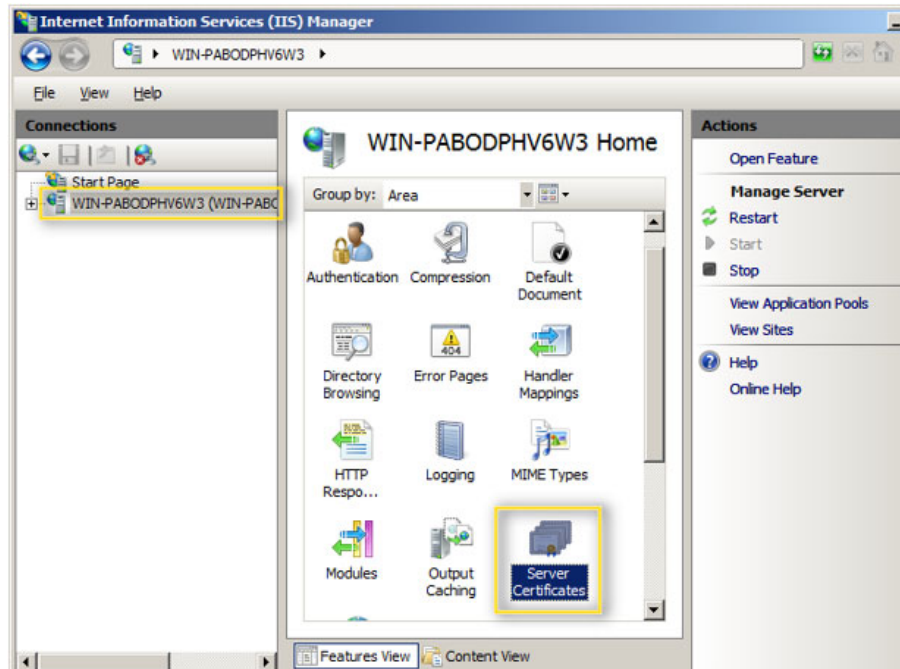 Internet Information Services (IIS) Manager
WIN-PABODPHV6W3
File View Help
Connections
Start Page
WIN-PABODPHV6W3 (WIN-PABO
WIN-PABODPHV6W3 Home
Group by: Area
Authentication Compression Default
Document
404
Directory Error Pages Handler
Browsing Mappings
HTTP Logging MIME Types
Respo...
Modules Output Server
Caching Certificates
Features View Content View
Actions
Open Feature
Manage Server
Restart
Start
Stop
View Application Pools
View Sites
Help
Online Help